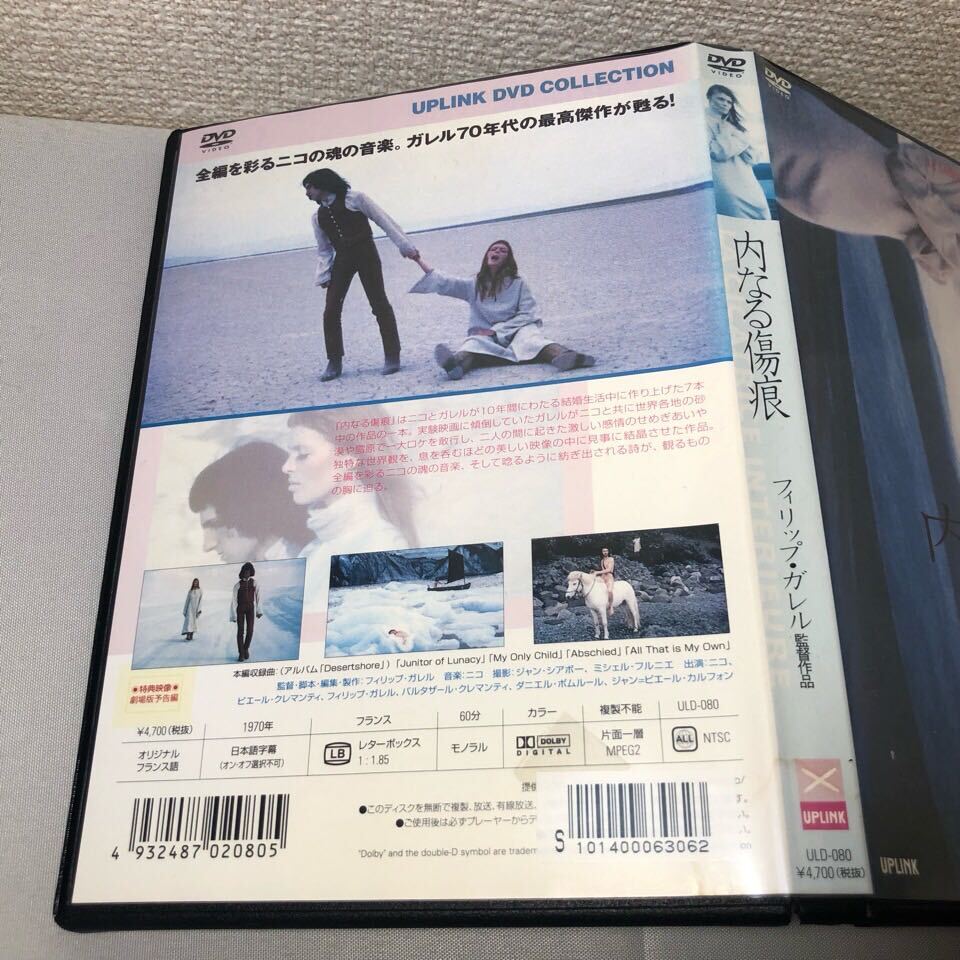 UPLINK DVD COLLECTION
DVD
VIDEO
全編を彩るニコの魂の音楽。ガレル70年代の最高傑作が甦る!
『内なる傷痕』はニコとガレルが10年間にわたる結婚生活中に作り上げた7本
中の作品の一本。実験映画に傾倒していたガレルがニコと共に世界各地の砂
漠や高原で一大ロケを敢行し、二人の間に起きた激しい感情のせめぎあいや
独特な世界観を、息を呑むほどの美しい映像の中に見事に結晶させた作品。
全編を彩るニコの魂の音楽、そして唸るように紡ぎ出される詩が、観るもの
の胸に迫る。
本編収録曲:(アルバム「Desertshore」)「Junitor of Lunacy」「My Only Child」「Abschied」「All That is My Own」
監督・脚本・編集・製作:フィリップ・ガレル 音楽:ニコ 撮影:ジャン・シアボー、ミシェル・フルニエ 出演:ニコ、
ピエール・クレマンティ、フィリップ・ガレル、バルタザール・クレマンティ、ダニエル・ポムルール、ジャン=ピエール・カルフォン
●特典映像●
劇場版予告編
¥4,700(税抜) 1970年 フランス 60分 カラー 複製不能 ULD-080
オリジナル
フランス語
日本語字幕
(オン・オフ選択不可)
LB
レターボックス
1:1.85
モノラル
DOLBY
DIGITAL
片面一層
MPEG2
ALL
NTSC
提供
●このディスクを無断で複製、放送、有線放送、
●ご使用後は必ずプレーヤーからデ
"Dolby" and the double-D symbol are tradem
4 932487 020805
S 101400063062
DVD
VIDEO
内なる傷痕
フィリップ・ガレル 監督作品
UPLINK
ULD-080
¥4,700(税抜)
DVD
VIDEO
内
UPLINK